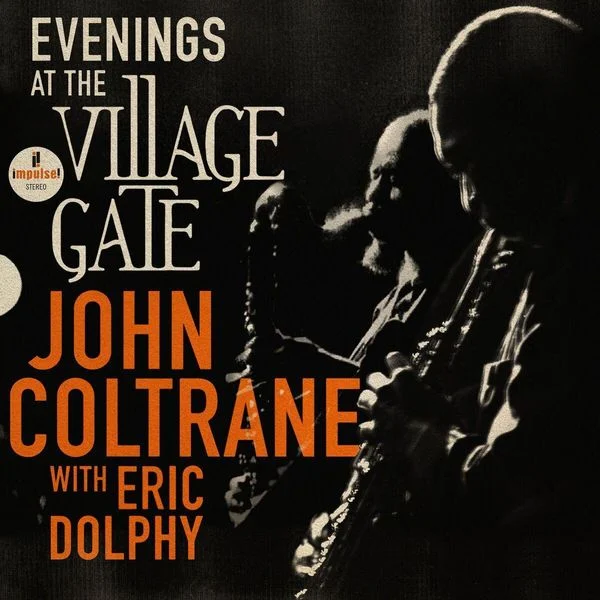 EVENINGS
AT THE
VILLAGE
GATE
impulse!
STEREO
JOHN
COLTRANE
WITH ERIC
DOLPHY